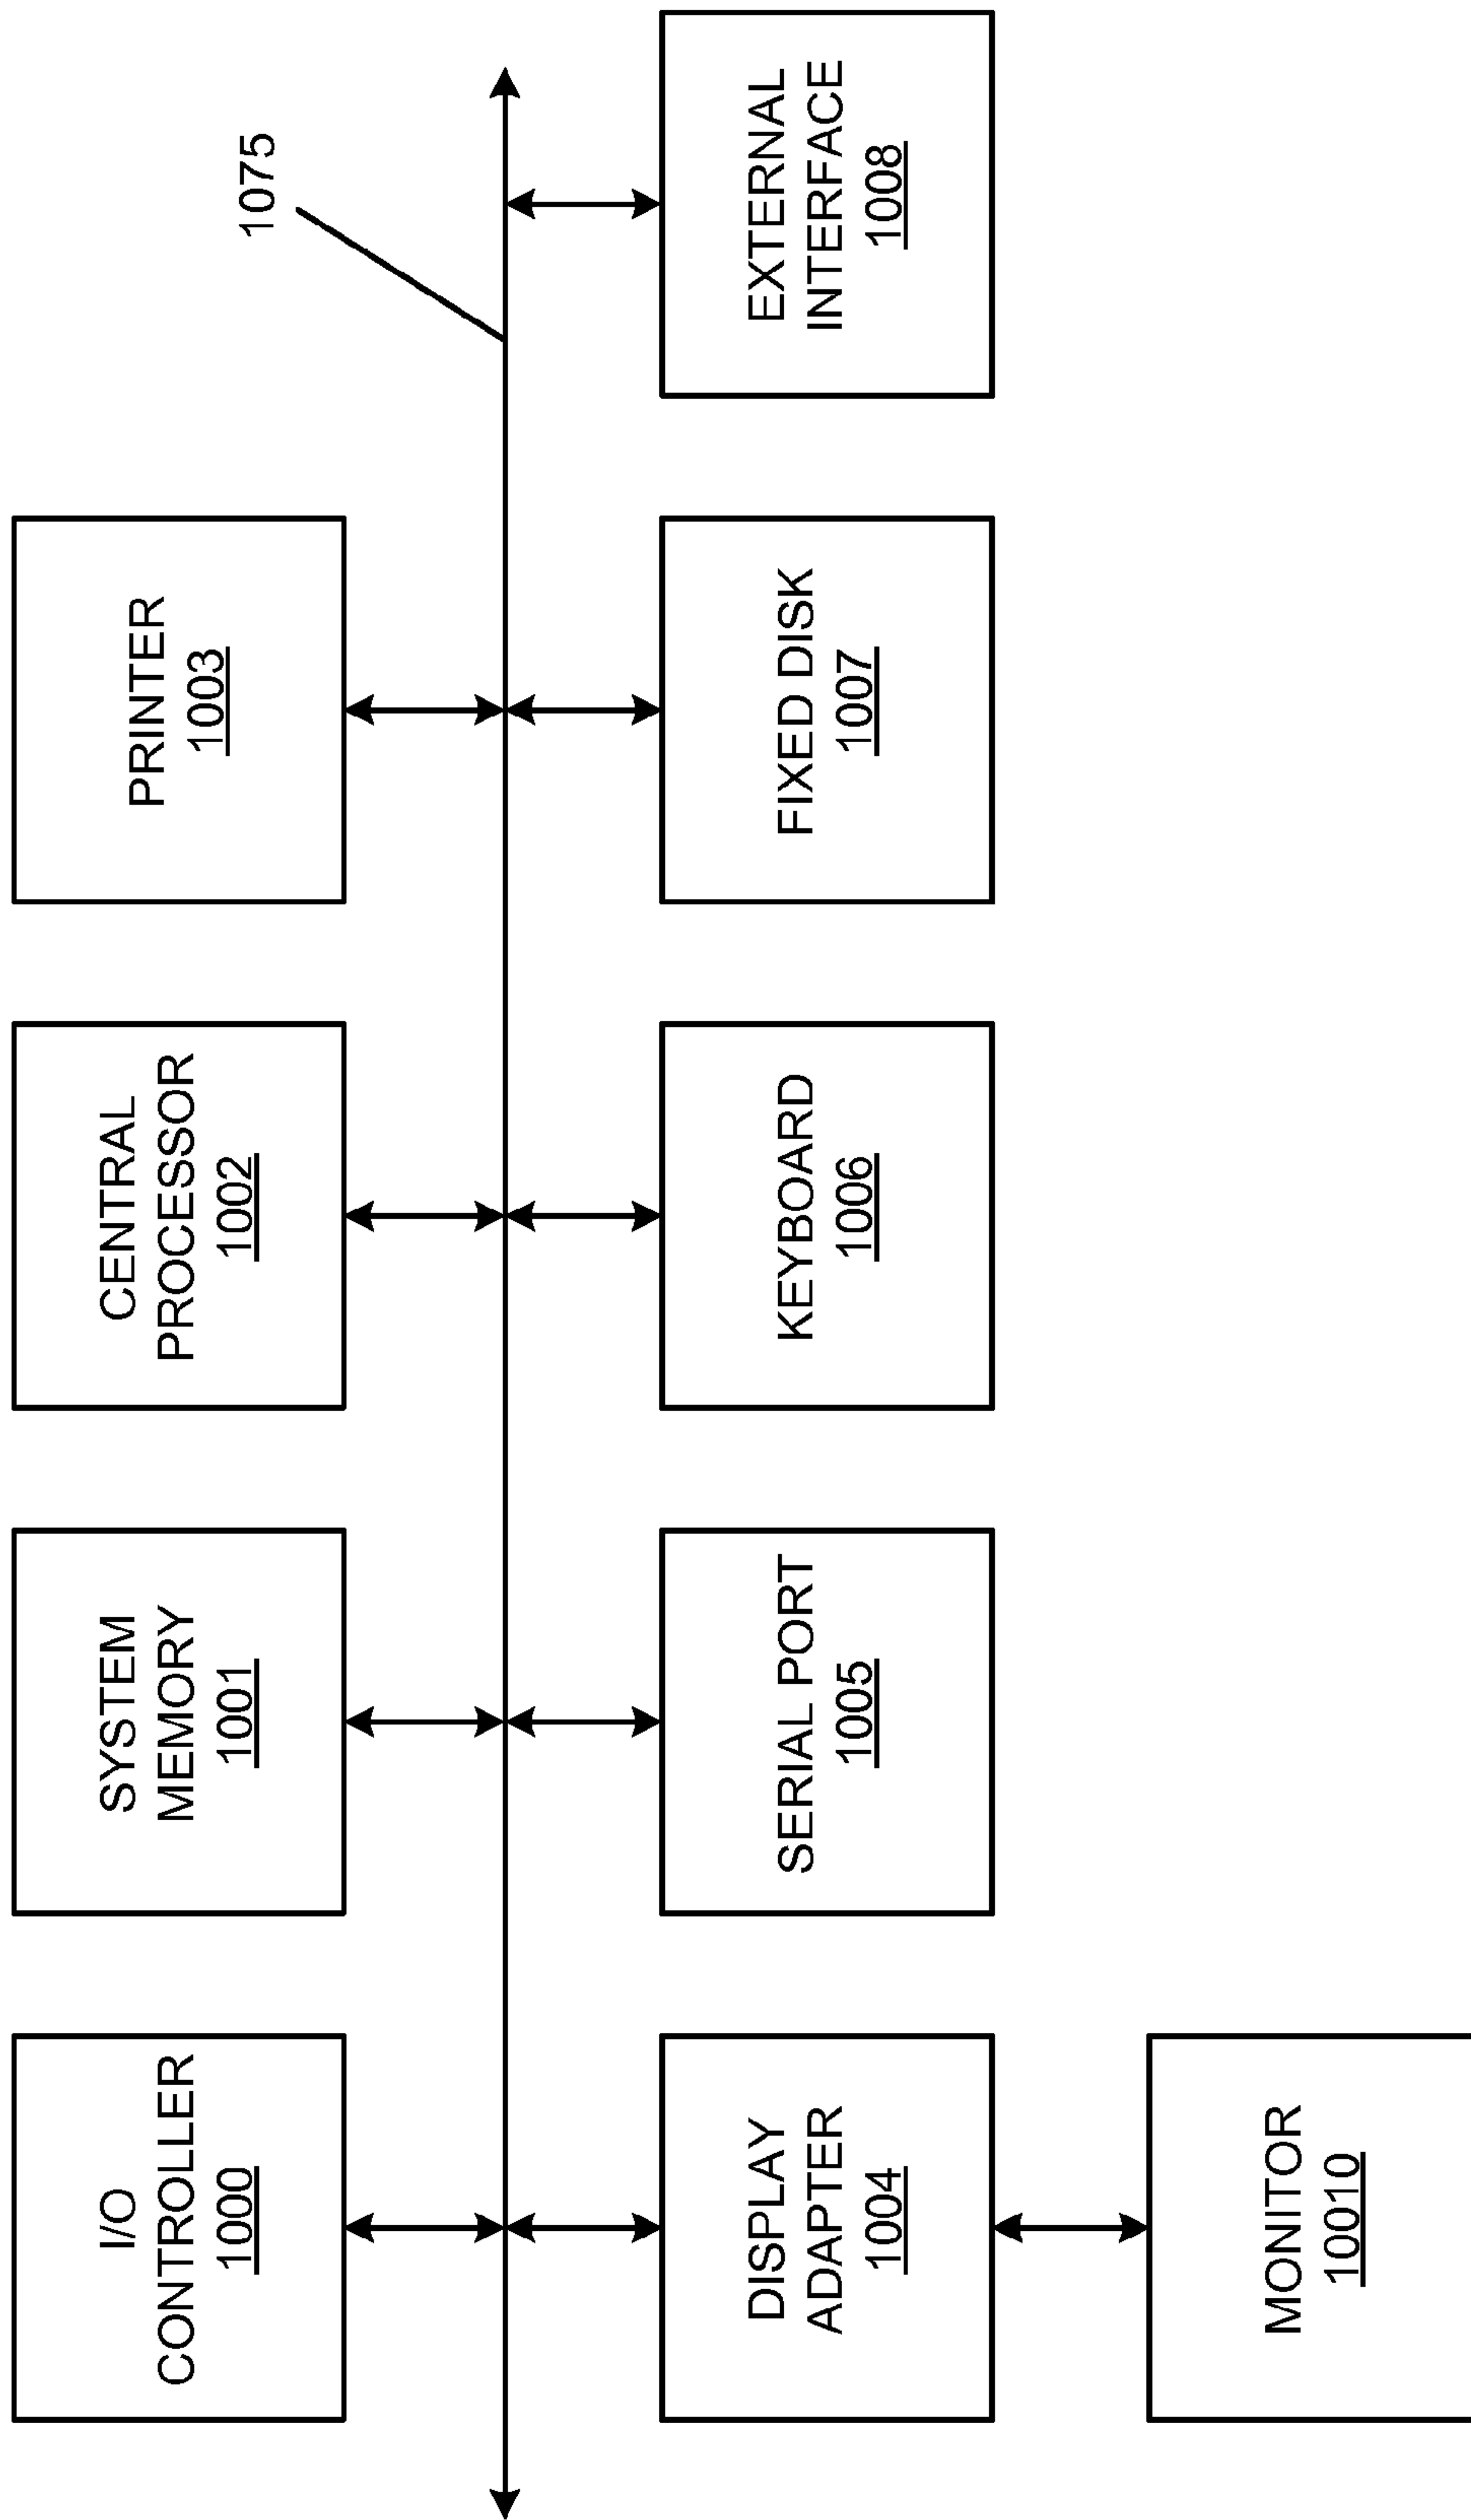 I/O
CONTROLLER
1000
SYSTEM
MEMORY
1001
CENTRAL
PROCESSOR
1002
PRINTER
1003
1075
DISPLAY
ADAPTER
1004
SERIAL PORT
1005
KEYBOARD
1006
FIXED DISK
1007
EXTERNAL
INTERFACE
1008
MONITOR
10010